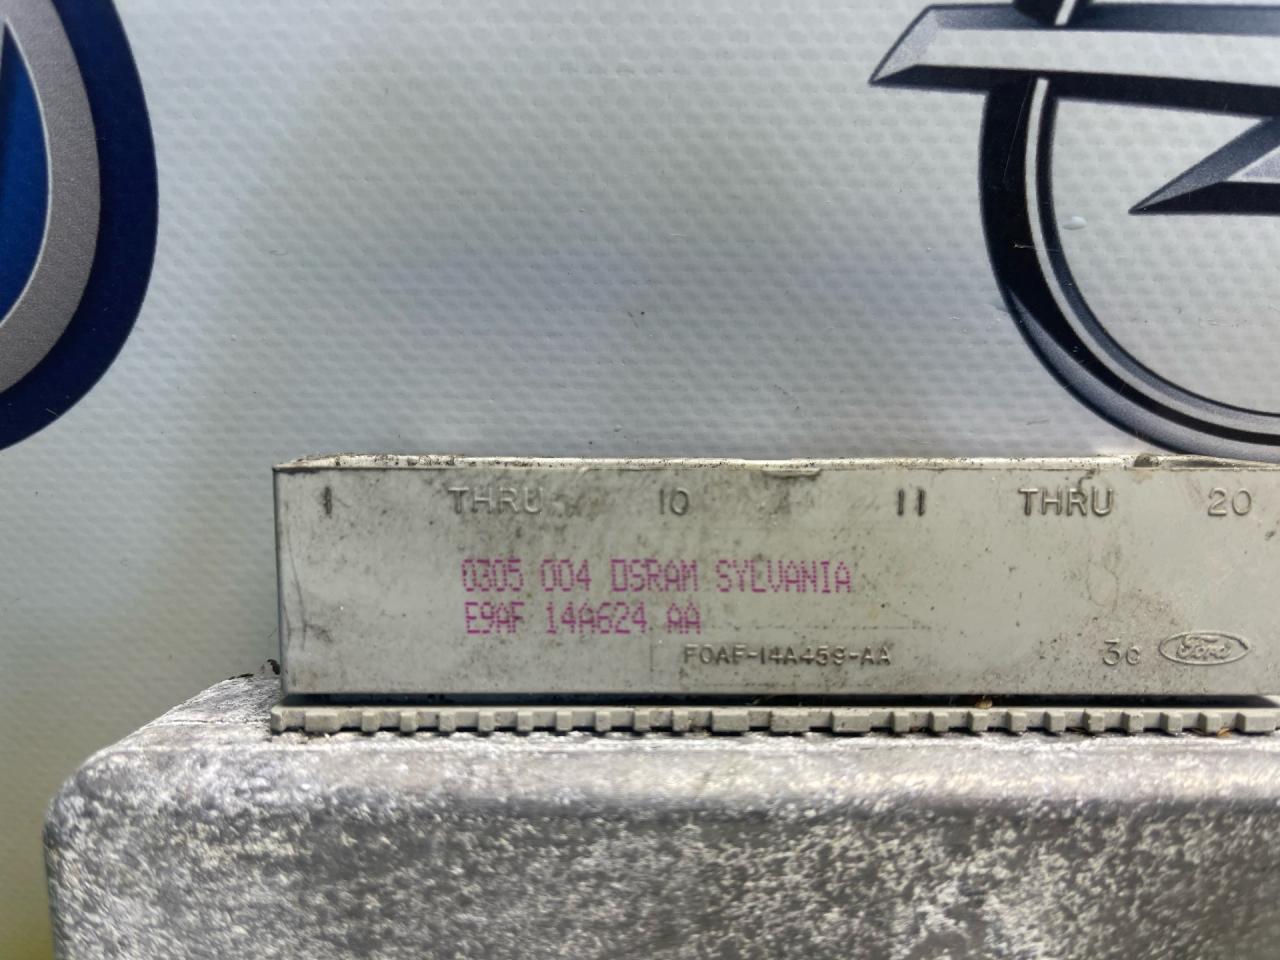 1 THRU 10 11 THRU 20
0305 004 OSRAM SYLVANIA
E9AF 14A624 AA
F0AF-14A459-AA 3c Ford